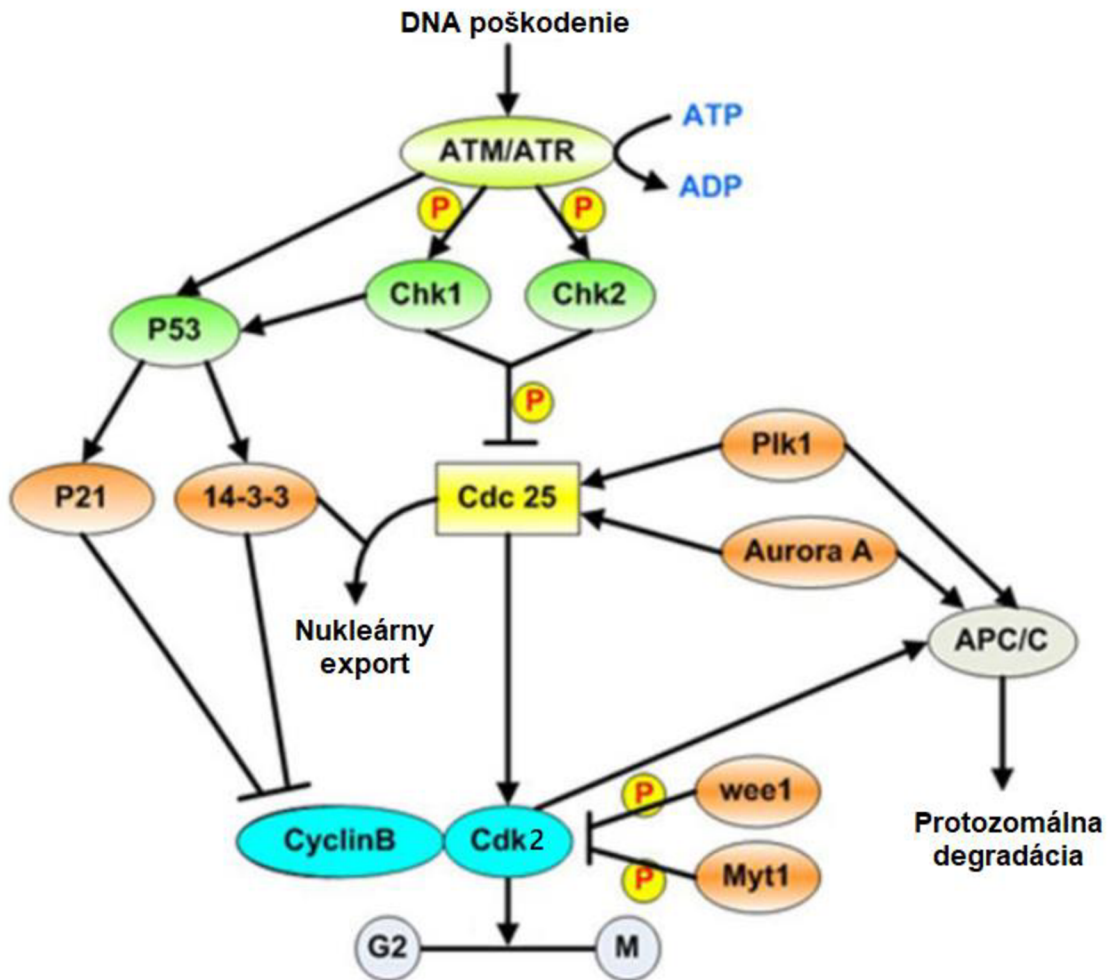 DNA poškodenie
ATP
ATM/ATR
ADP
P
P
Chk1
Chk2
P53
P
Plk1
P21
14-3-3
Cdc 25
Aurora A
Nukleárny
export
APC/C
P
wee1
CyclinB
Cdk2
Protozomálna
degradácia
P
Myt1
G2
M